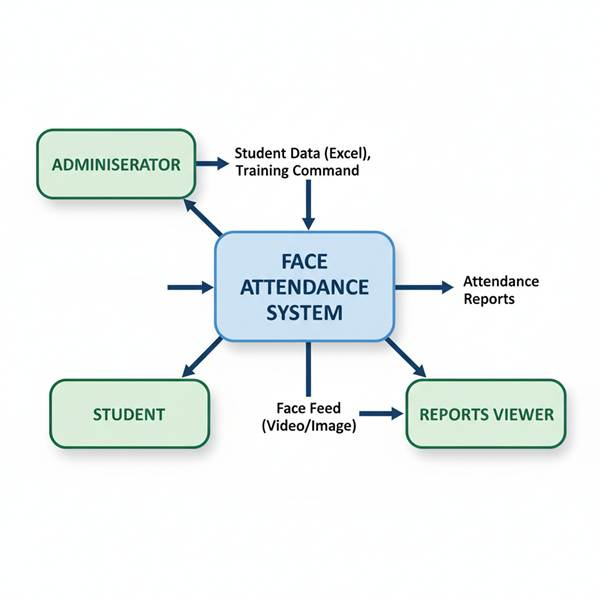 ADMINISERATOR
Student Data (Excel),
Training Command
FACE
ATTENDANCE
SYSTEM
Attendance
Reports
STUDENT
Face Feed
(Video/Image)
REPORTS VIEWER